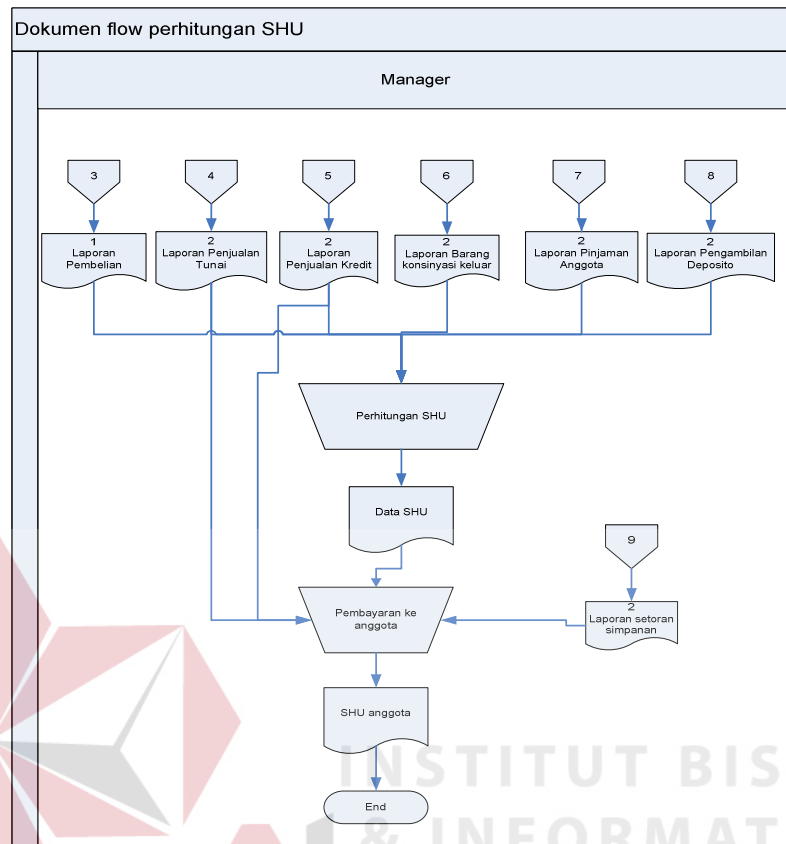 Dokumen flow perhitungan SHU
Manager
3
4
5
6
7
8
1
Laporan
Pembelian
2
Laporan Penjualan
Tunai
2
Laporan
Penjualan Kredit
2
Laporan Barang
konsinyasi keluar
2
Laporan Pinjaman
Anggota
2
Laporan Pengambilan
Deposito
Perhitungan SHU
Data SHU
9
2
Laporan setoran
simpanan
Pembayaran ke
anggota
SHU anggota
INSTITUT BIS
End
& INFORMAT